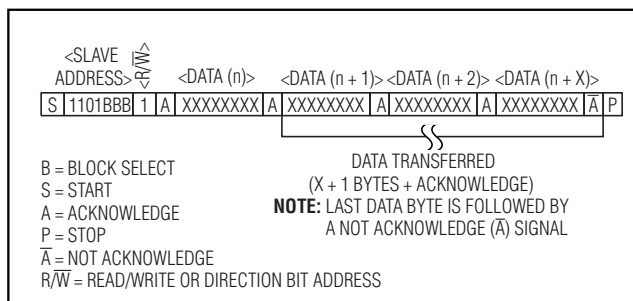 <SLAVE ADDRESS> <R/W̅> <DATA (n)> <DATA (n + 1)> <DATA (n + 2)> <DATA (n + X)>
S 1101BBB 1 A XXXXXXXX A XXXXXXXX A XXXXXXXX A XXXXXXXX A̅ P
B = BLOCK SELECT
S = START
A = ACKNOWLEDGE
P = STOP
A̅ = NOT ACKNOWLEDGE
R/W̅ = READ/WRITE OR DIRECTION BIT ADDRESS
DATA TRANSFERRED
(X + 1 BYTES + ACKNOWLEDGE)
NOTE: LAST DATA BYTE IS FOLLOWED BY
A NOT ACKNOWLEDGE (A̅) SIGNAL